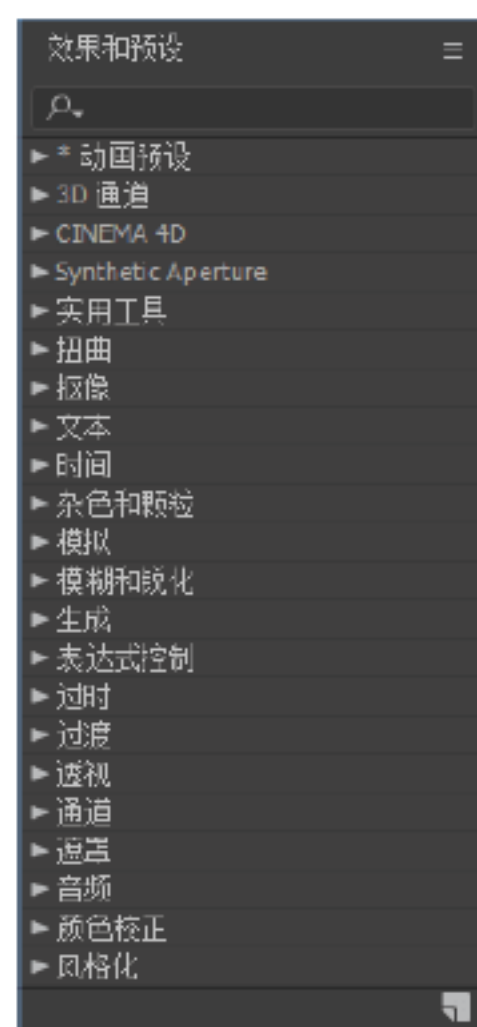 效果和预设
* 动画预设
3D 通道
CINEMA 4D
Synthetic Aperture
实用工具
扭曲
抠像
文本
时间
杂色和颗粒
模拟
模糊和锐化
生成
表达式控制
过时
过渡
透视
通道
遮罩
音频
颜色校正
风格化